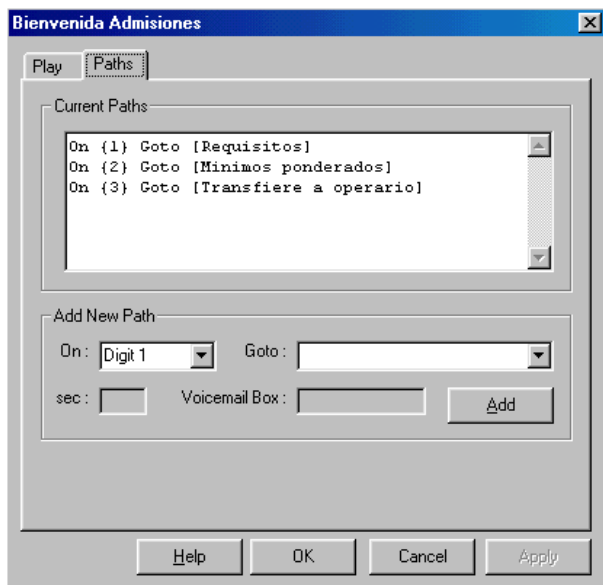 Bienvenida Admisiones
Play Paths
Current Paths
On {1} Goto [Requisitos]
On {2} Goto [Minimos ponderados]
On {3} Goto [Transfiere a operario]
Add New Path
On : Digit 1 Goto :
sec : Voicemail Box : Add
Help OK Cancel Apply